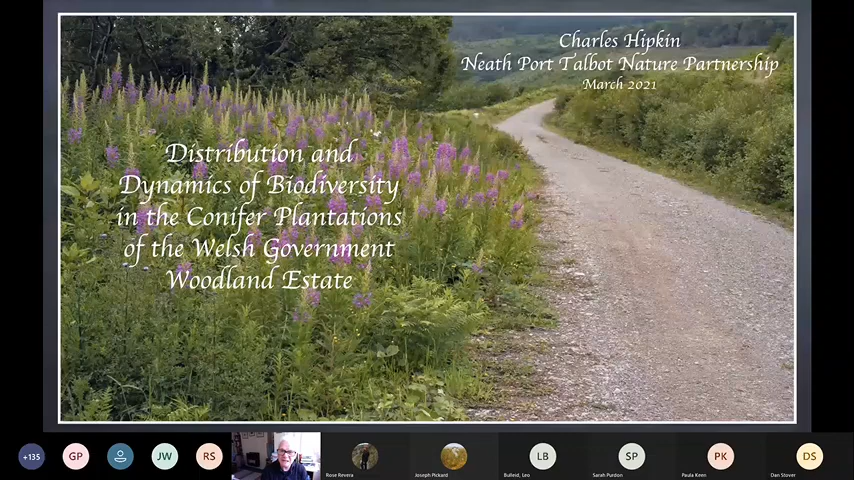 Charles Hipkin
Neath Port Talbot Nature Partnership
March 2021
Distribution and
Dynamics of Biodiversity
in the Conifer Plantations
of the Welsh Government
Woodland Estate
+135
GP
JW
RS
LB
SP
PK
DS
Rose Revera
Joseph Pickard
Bulleid, Leo
Sarah Purdon
Paula Keen
Dan Stover